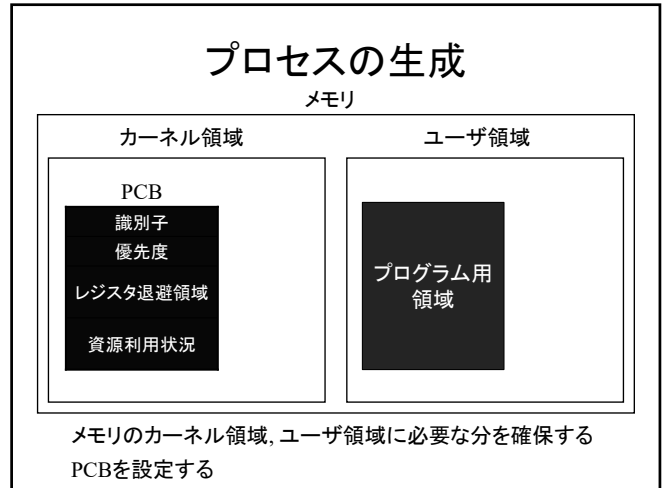 プロセスの生成
メモリ
カーネル領域
ユーザ領域
PCB
識別子
優先度
レジスタ退避領域
資源利用状況
プログラム用
領域
メモリのカーネル領域, ユーザ領域に必要な分を確保する
PCBを設定する